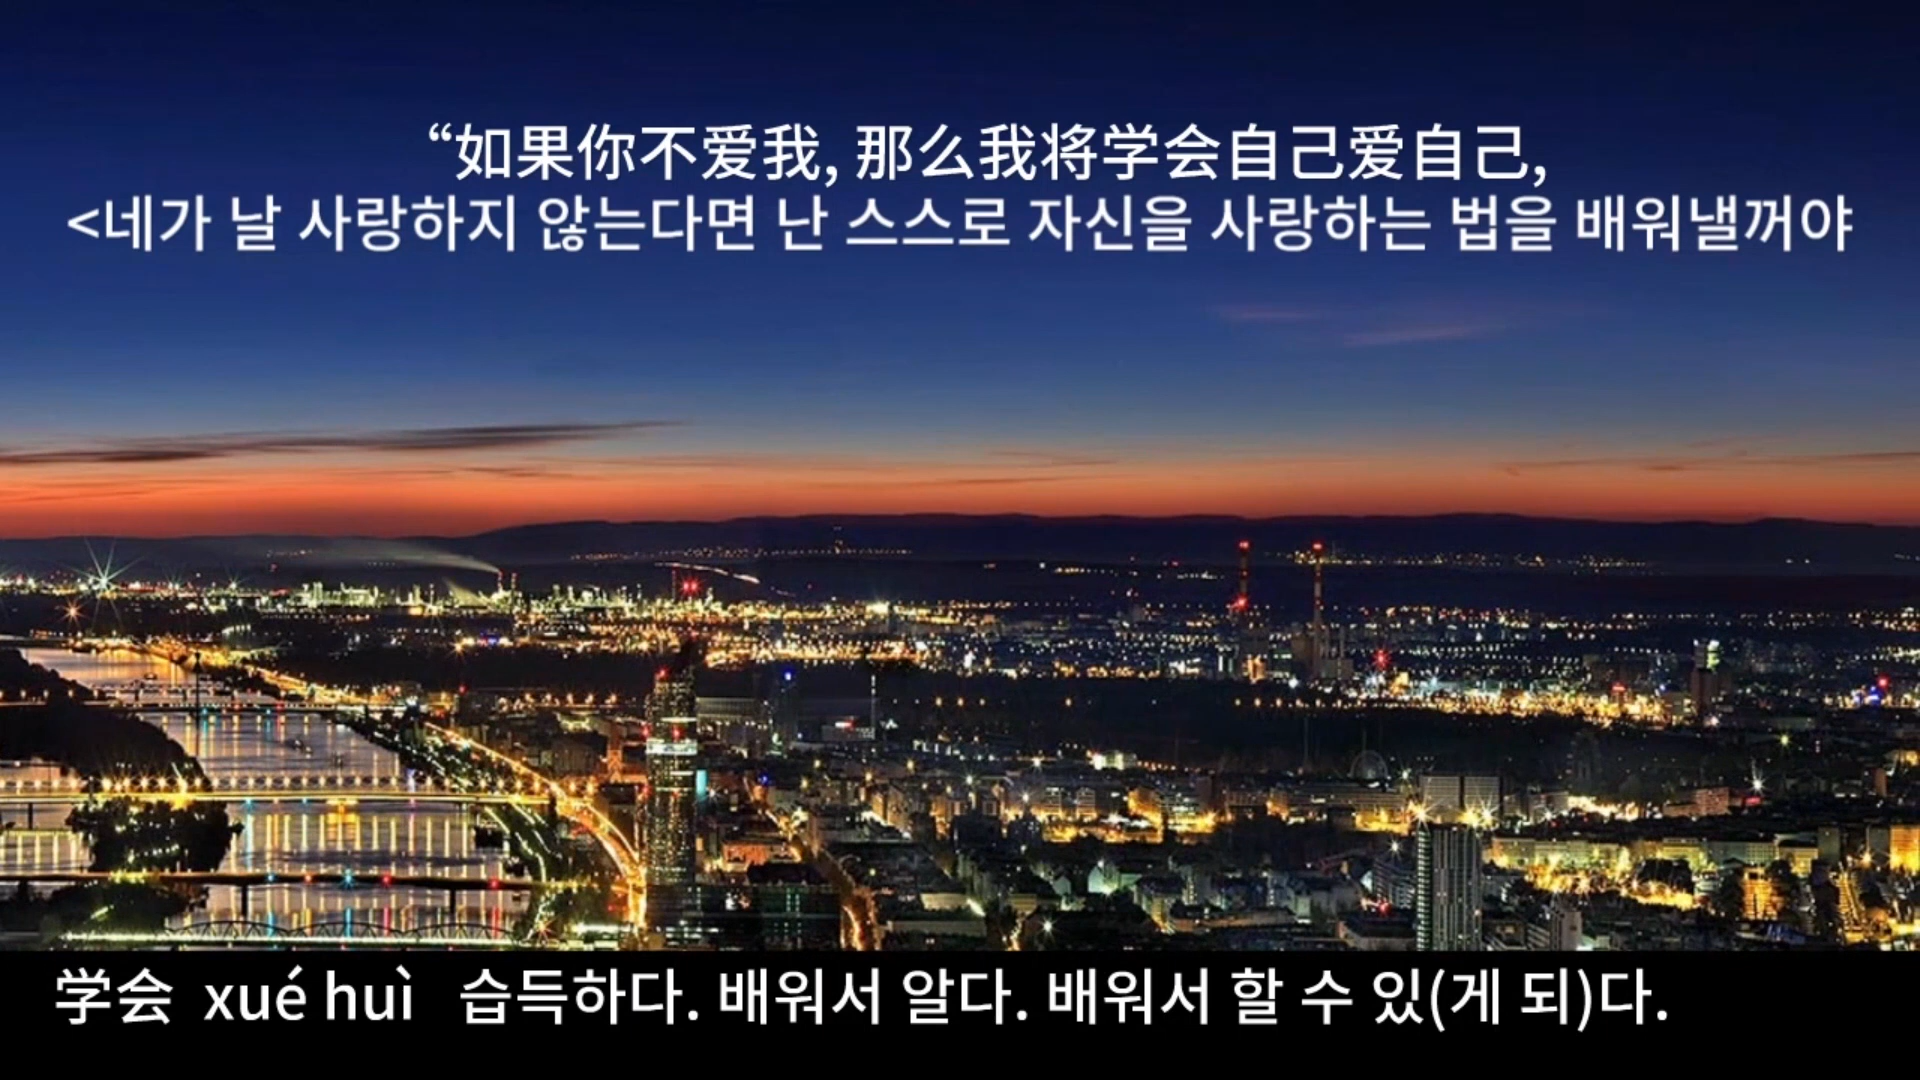 “如果你不爱我, 那么我将学会自己爱自己,
<네가 날 사랑하지 않는다면 난 스스로 자신을 사랑하는 법을 배워낼꺼야
学会 xué huì 습득하다. 배워서 알다. 배워서 할 수 있(게 되)다.